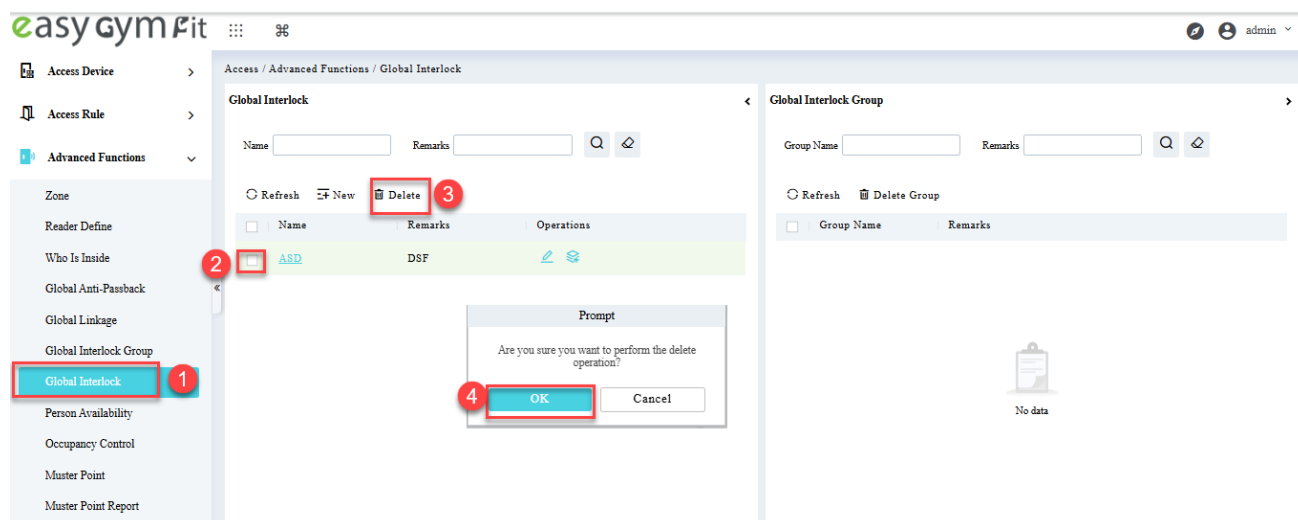 easy Gym Fit
admin
Access Device
Access Rule
Advanced Functions
Zone
Reader Define
Who Is Inside
Global Anti-Passback
Global Linkage
Global Interlock Group
Global Interlock
1
Person Availability
Occupancy Control
Muster Point
Muster Point Report
Access / Advanced Functions / Global Interlock
Global Interlock
Name Remarks
Refresh New Delete 3
Name Remarks Operations
2 ASD DSF
Prompt
Are you sure you want to perform the delete
operation?
4 OK Cancel
Global Interlock Group
Group Name Remarks
Refresh Delete Group
Group Name Remarks
No data